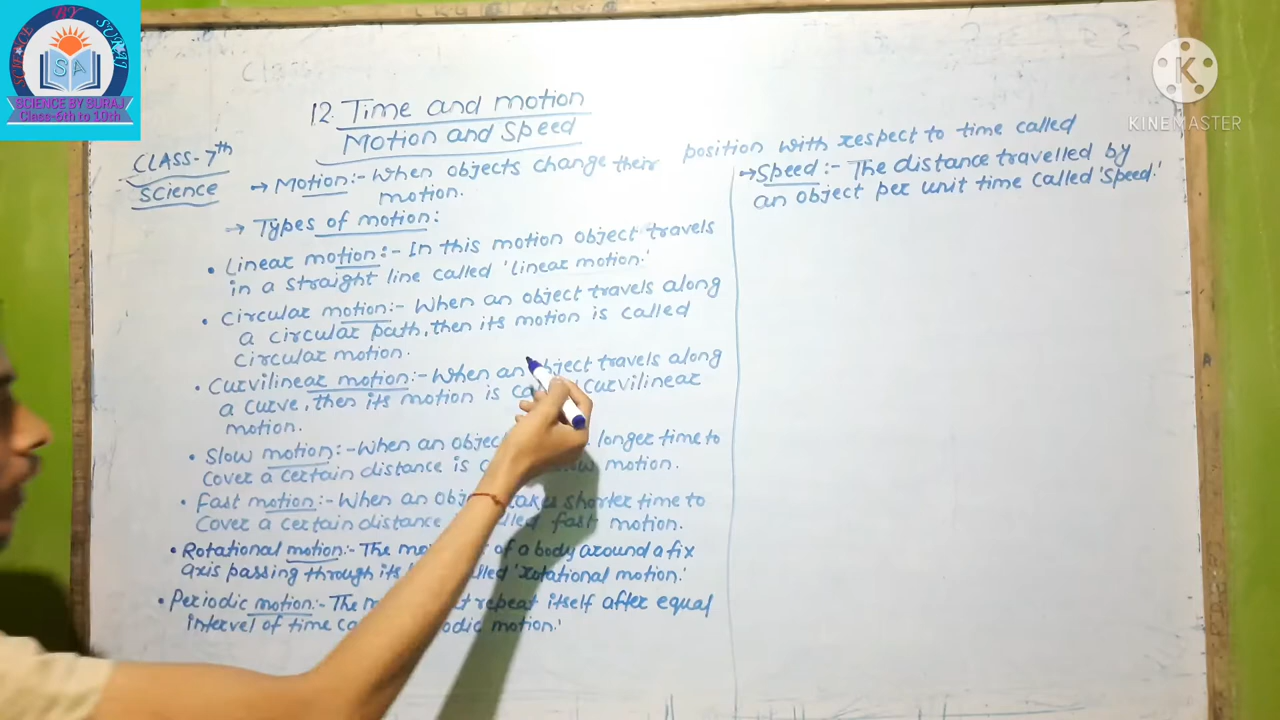 SCIENCE BY SURAJ
SA
SCIENCE BY SURAJ
Class-6th to 10th
K
KINEMASTER
12. Time and motion
Motion and Speed
CLASS-7th
Science
→ Motion:- When objects change their position with respect to time called
motion.
→ Types of motion:
• Linear motion:- In this motion object travels
in a straight line called 'linear motion.'
• Circular motion:- When an object travels along
a circular path, then its motion is called
circular motion.
• Curvilinear motion:- When an object travels along
a curve, then its motion is curvilinear
motion.
• Slow motion:- When an longer time to
Cover a certain distance is motion.
• Fast motion:- When an takes shorter time to
Cover a certain distance fast motion.
• Rotational motion:- The of a body around a fix
axis passing through its 'rotational motion.'
• Periodic motion:- The repeat itself after equal
intervel of time motion.'
→ Speed:- The distance travelled by
an object per unit time called 'Speed.'